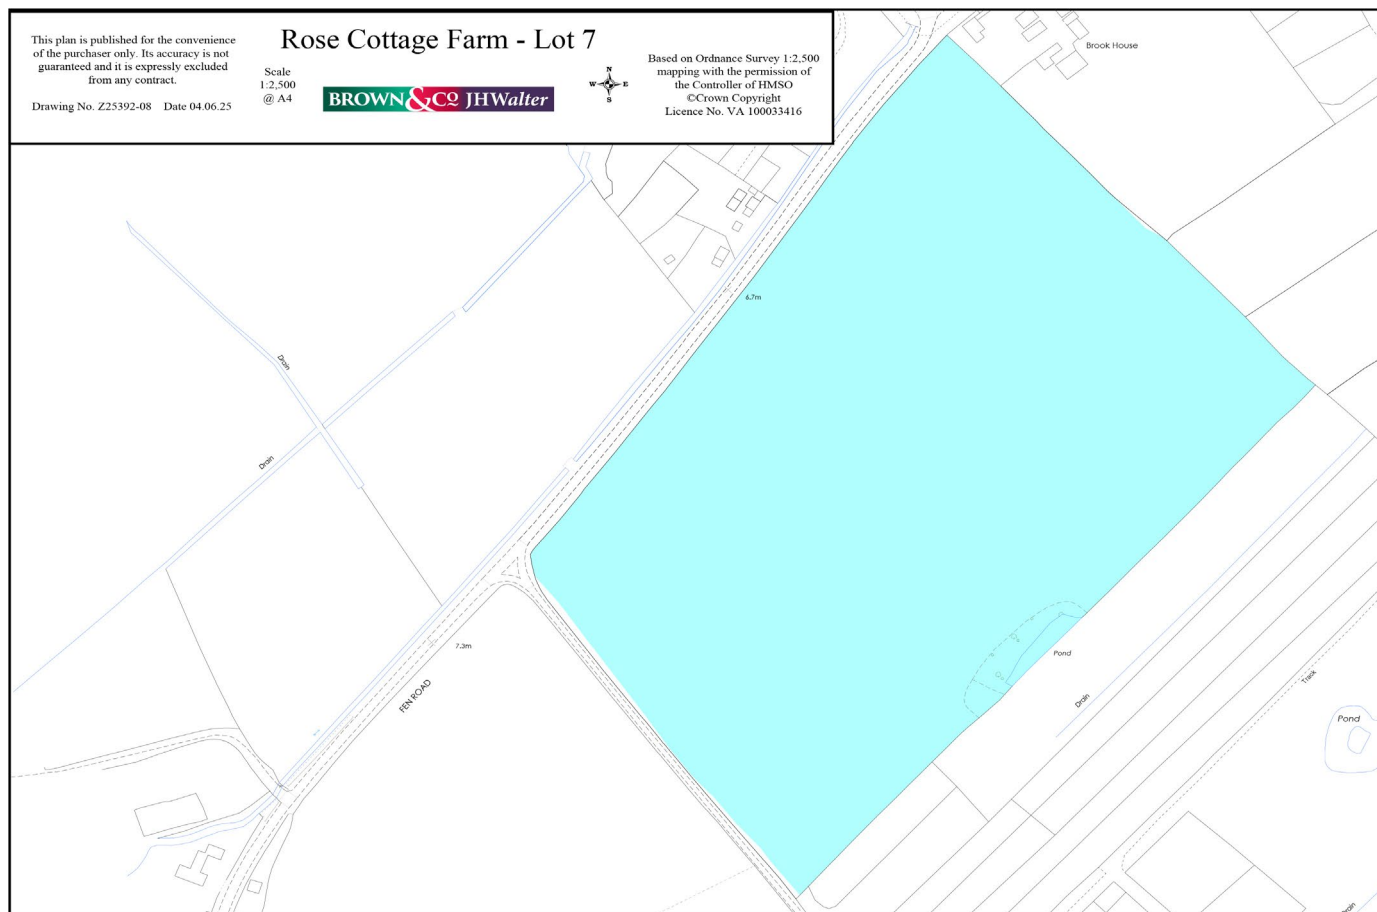 This plan is published for the convenience
of the purchaser only. Its accuracy is not
guaranteed and it is expressly excluded
from any contract.
Drawing No. Z25392-08 Date 04.06.25
Rose Cottage Farm - Lot 7
Scale
1:2,500
@ A4
BROWN&CO JHWalter
N
W E
S
Based on Ordnance Survey 1:2,500
mapping with the permission of
the Controller of HMSO
©Crown Copyright
Licence No. VA 100033416
Brook House
6.7m
Drain
Drain
7.3m
FEN ROAD
Pond
Drain
Track
Pond
Drain